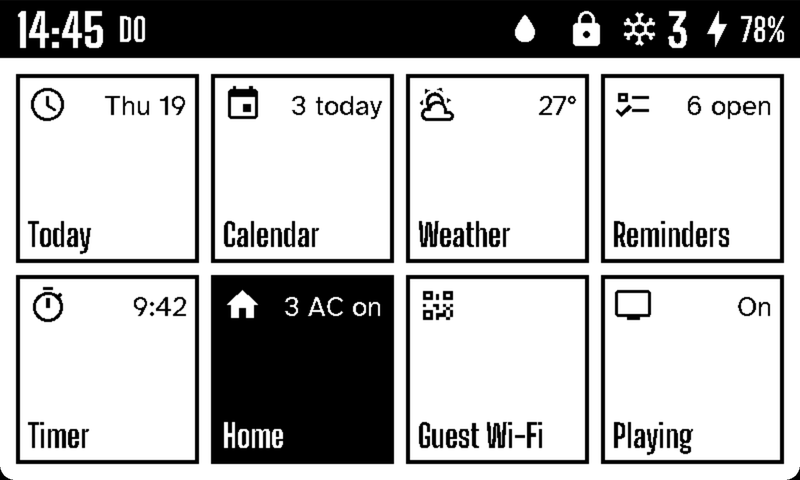 14:45 DO 3 78%
Thu 19
Today
3 today
Calendar
27°
Weather
6 open
Reminders
9:42
Timer
3 AC on
Home
Guest Wi-Fi
On
Playing